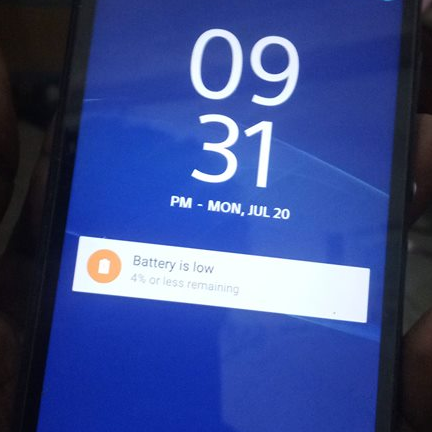 09
31
PM - MON, JUL 20
Battery is low
4% or less remaining